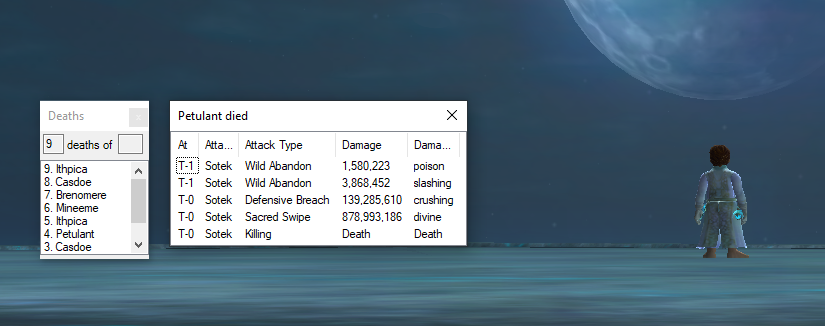 Deaths
9 deaths of
9. Ithpica
8. Casdoe
7. Brenomere
6. Mineeme
5. Ithpica
4. Petulant
3. Casdoe
Petulant died
At Atta... Attack Type Damage Dama...
T-1 Sotek Wild Abandon 1,580,223 poison
T-1 Sotek Wild Abandon 3,868,452 slashing
T-0 Sotek Defensive Breach 139,285,610 crushing
T-0 Sotek Sacred Swipe 878,993,186 divine
T-0 Sotek Killing Death Death